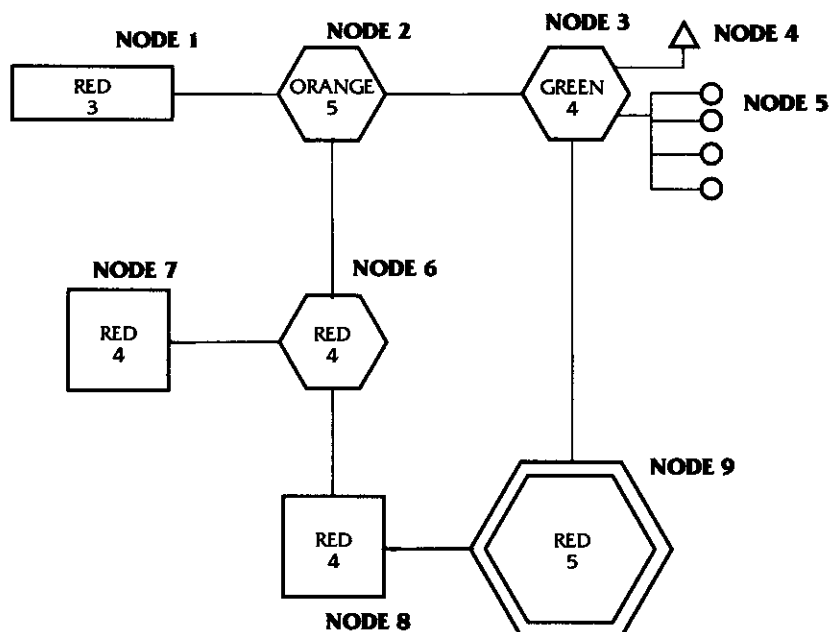 NODE 1
RED
3
NODE 2
ORANGE
5
NODE 3
GREEN
4
NODE 4
NODE 5
NODE 7
RED
4
NODE 6
RED
4
NODE 8
RED
4
NODE 9
RED
5